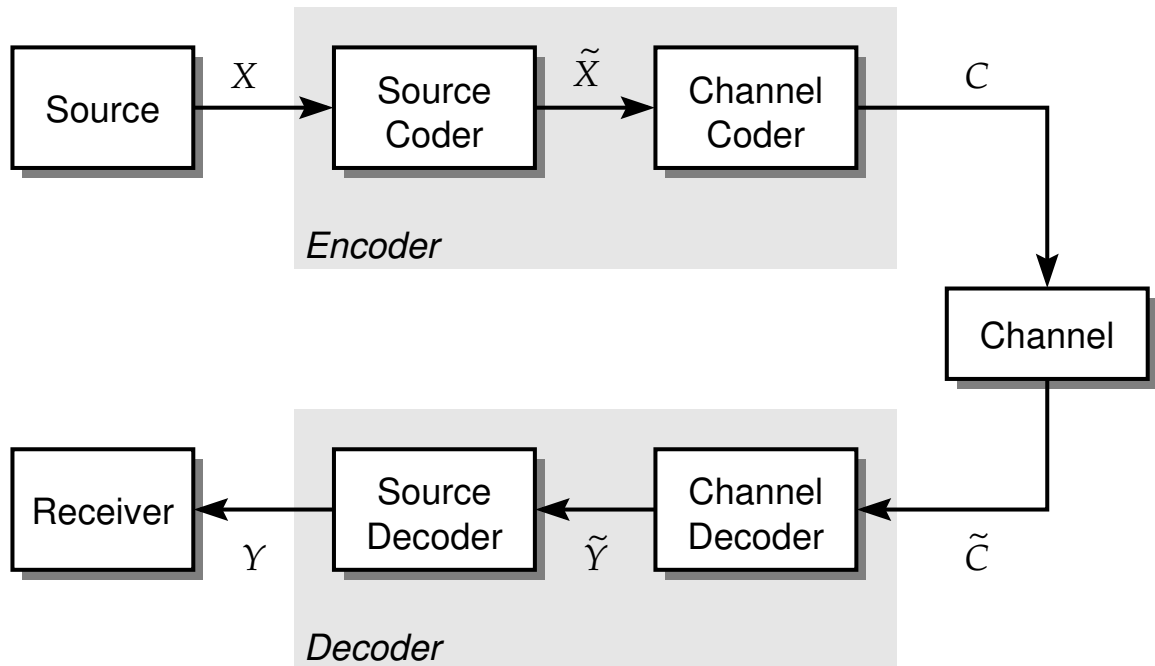 Source
X
Source
Coder
X̃
Channel
Coder
C
Encoder
Channel
Receiver
Y
Source
Decoder
Ỹ
Channel
Decoder
C̃
Decoder